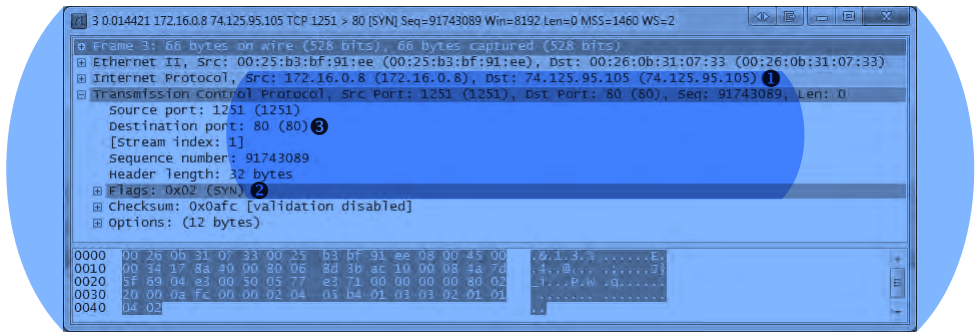 3 0.014421 172.16.0.8 74.125.95.105 TCP 1251 > 80 [SYN] Seq=91743089 Win=8192 Len=0 MSS=1460 WS=2
Frame 3: 66 bytes on wire (528 bits), 66 bytes captured (528 bits)
Ethernet II, Src: 00:25:b3:bf:91:ee (00:25:b3:bf:91:ee), Dst: 00:26:0b:31:07:33 (00:26:0b:31:07:33)
Internet Protocol, Src: 172.16.0.8 (172.16.0.8), Dst: 74.125.95.105 (74.125.95.105) ❶
Transmission Control Protocol, Src Port: 1251 (1251), Dst Port: 80 (80), Seq: 91743089, Len: 0
Source port: 1251 (1251)
Destination port: 80 (80) ❸
[Stream index: 1]
Sequence number: 91743089
Header length: 32 bytes
Flags: 0x02 (SYN) ❷
Checksum: 0x0afc [validation disabled]
Options: (12 bytes)
0000 00 26 0b 31 07 33 00 25 b3 bf 91 ee 08 00 45 00 .&.1.3.% ......E.
0010 00 34 17 8a 40 00 80 06 8d 3b ac 10 00 08 4a 7d .4..@... .;....J}
0020 5f 69 04 e3 00 50 05 77 e3 71 00 00 00 00 80 02 _i...P.w .q......
0030 20 00 0a fc 00 00 02 04 05 b4 01 03 03 02 01 01 ....... ........
0040 04 02 ..